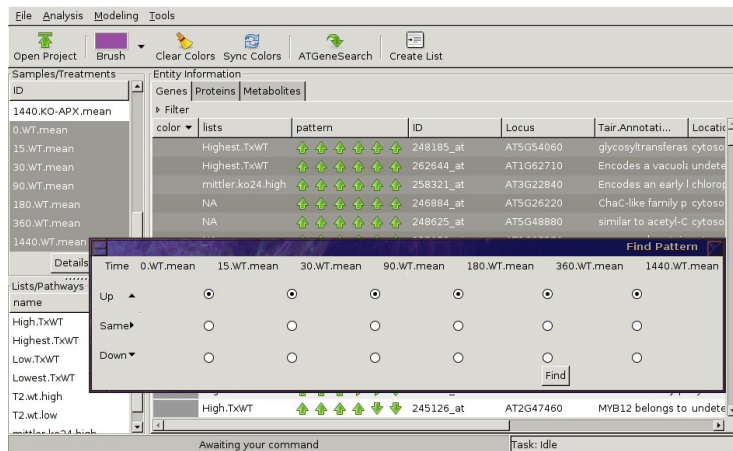 File Analysis Modeling Tools
Open Project Brush Clear Colors Sync Colors ATGeneSearch Create List
Samples/Treatments
ID
1440.KO-APX.mean
0.WT.mean
15.WT.mean
30.WT.mean
90.WT.mean
180.WT.mean
360.WT.mean
1440.WT.mean
Details
Lists/Pathways
name
High.TxWT
Highest.TxWT
Low.TxWT
Lowest.TxWT
T2.wt.high
T2.wt.low
mittler.ko24.high
Entity Information
Genes Proteins Metabolites
Filter
color lists pattern ID Locus Tair.Annotati... Locatic
Highest.TxWT 248185_at AT5G54060 glycosyltransferas cytoso
Highest.TxWT 262644_at AT1G62710 Encodes a vacuola undete
mittler.ko24.high 258321_at AT3G22840 Encodes an early l chlorop
NA 246884_at AT5G26220 ChaC-like family p cytoso
NA 248625_at AT5G48880 similar to acetyl-C cytoso
Find Pattern
Time 0.WT.mean 15.WT.mean 30.WT.mean 90.WT.mean 180.WT.mean 360.WT.mean 1440.WT.mean
Up
Same
Down
Find
High.TxWT 245126_at AT2G47460 MYB12 belongs to undete
Awaiting your command Task: Idle